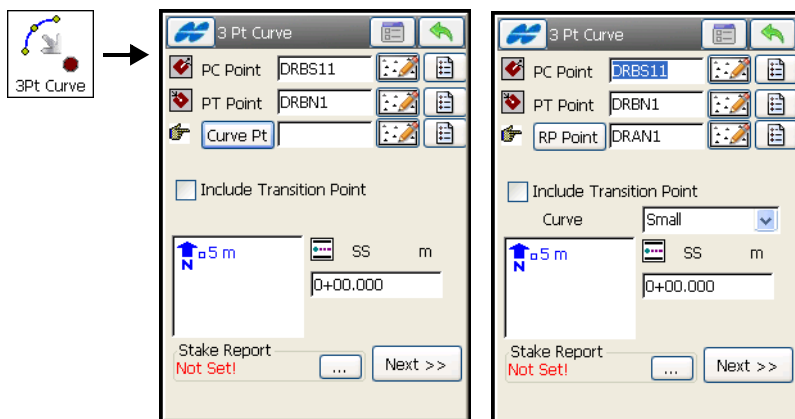 3Pt Curve
3 Pt Curve
PC Point DRBS11
PT Point DRBN1
Curve Pt
Include Transition Point
5 m
N
SS m
0+00.000
Stake Report
Not Set!
...
Next >>
3 Pt Curve
PC Point DRBS11
PT Point DRBN1
RP Point DRAN1
Include Transition Point
Curve Small
5 m
N
SS m
0+00.000
Stake Report
Not Set!
...
Next >>